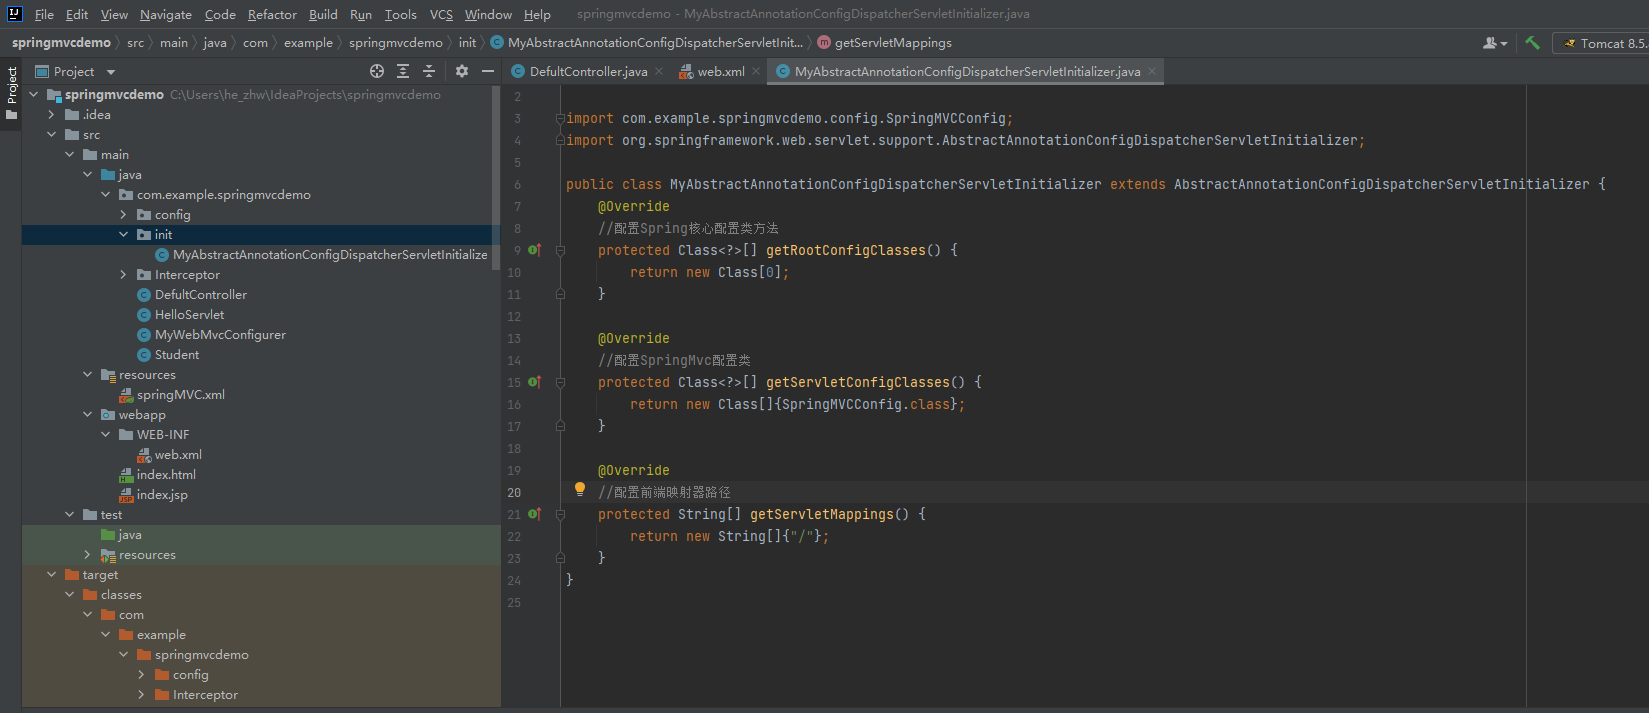 File Edit View Navigate Code Refactor Build Run Tools VCS Window Help springmvcdemo - MyAbstractAnnotationConfigDispatcherServletInitializer.java
springmvcdemo src main java com example springmvcdemo init MyAbstractAnnotationConfigDispatcherServletInit... getServletMappings Tomcat 8.5.
Project
Project
DefultController.java
web.xml
MyAbstractAnnotationConfigDispatcherServletInitializer.java
springmvcdemo C:\Users\he_zhw\IdeaProjects\springmvcdemo
.idea
src
main
java
com.example.springmvcdemo
config
init
MyAbstractAnnotationConfigDispatcherServletInitialize
Interceptor
DefultController
HelloServlet
MyWebMvcConfigurer
Student
resources
springMVC.xml
webapp
WEB-INF
web.xml
index.html
index.jsp
test
java
resources
target
classes
com
example
springmvcdemo
config
Interceptor
2
3 import com.example.springmvcdemo.config.SpringMVCConfig;
4 import org.springframework.web.servlet.support.AbstractAnnotationConfigDispatcherServletInitializer;
5
6 public class MyAbstractAnnotationConfigDispatcherServletInitializer extends AbstractAnnotationConfigDispatcherServletInitializer {
7 @Override
8 //配置Spring核心配置类方法
9 protected Class<?>[] getRootConfigClasses() {
10 return new Class[0];
11 }
12
13 @Override
14 //配置SpringMvc配置类
15 protected Class<?>[] getServletConfigClasses() {
16 return new Class[]{SpringMVCConfig.class};
17 }
18
19 @Override
20 //配置前端映射器路径
21 protected String[] getServletMappings() {
22 return new String[]{"/"};
23 }
24 }
25